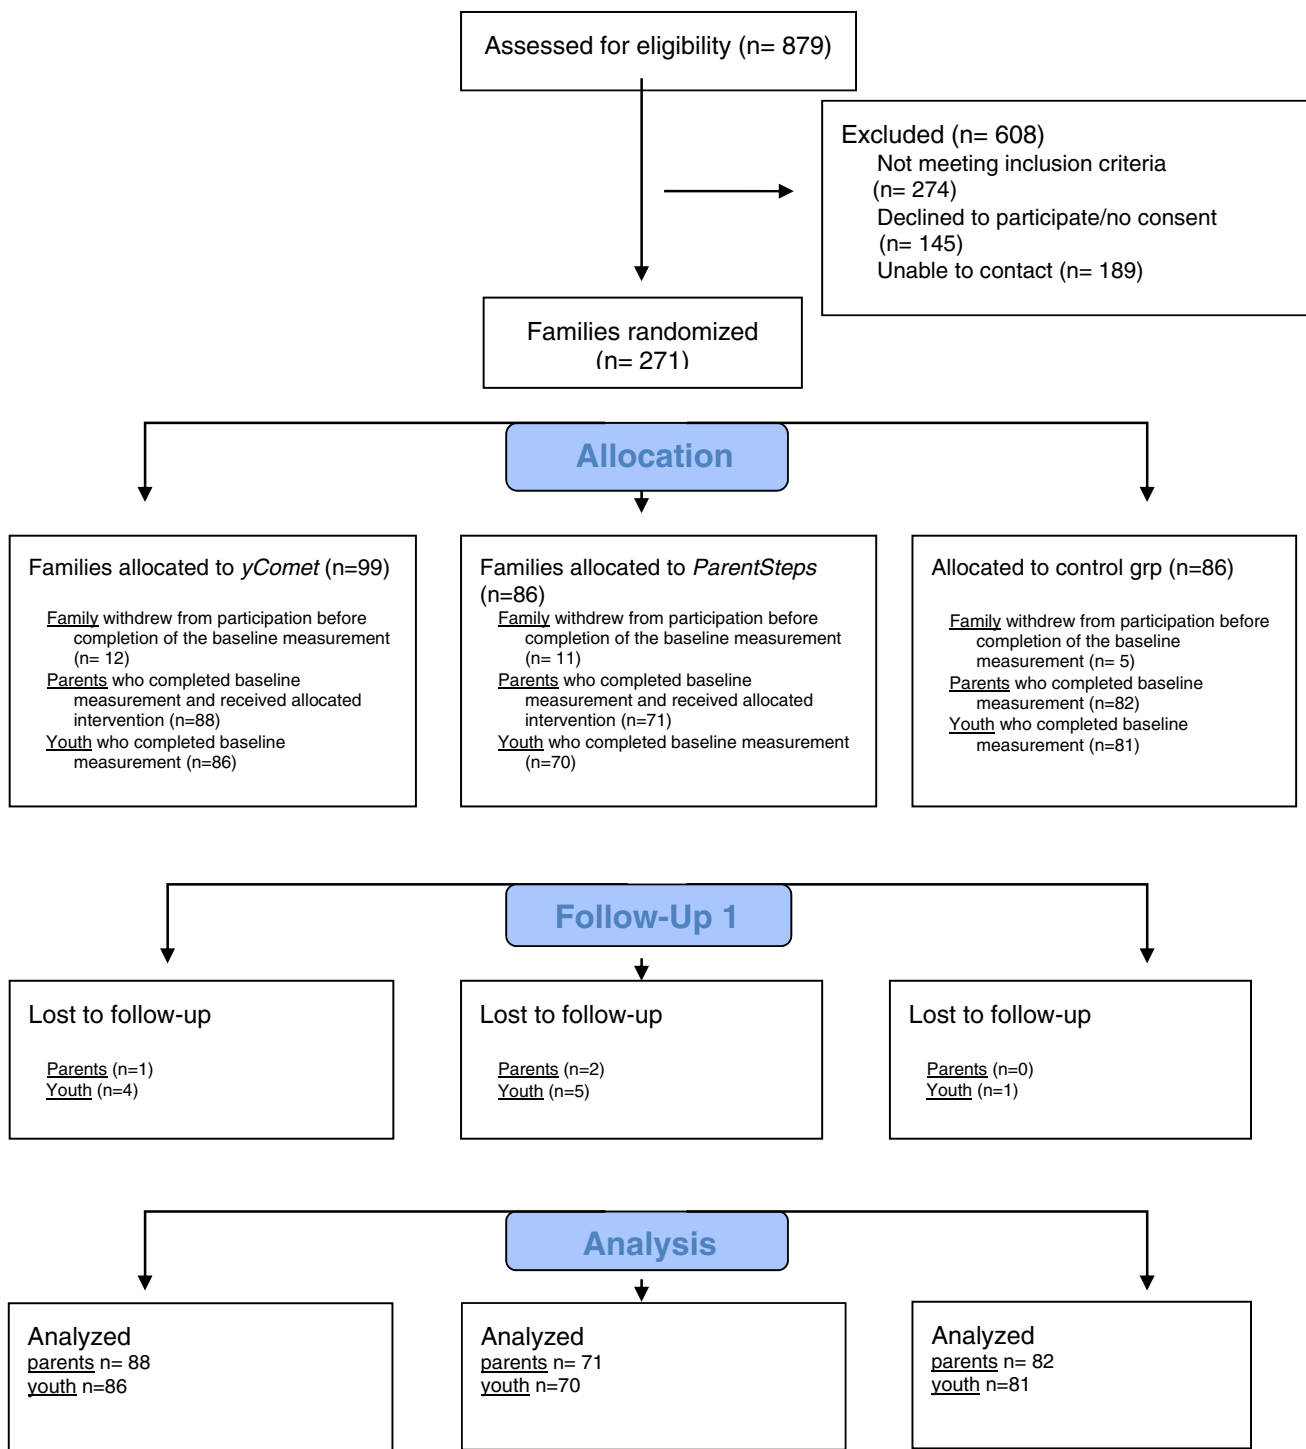 Assessed for eligibility (n= 879)
Excluded (n= 608)
Not meeting inclusion criteria
(n= 274)
Declined to participate/no consent
(n= 145)
Unable to contact (n= 189)
Families randomized
(n= 271)
Allocation
Families allocated to yComet (n=99)
Family withdrew from participation before
completion of the baseline measurement
(n= 12)
Parents who completed baseline
measurement and received allocated
intervention (n=88)
Youth who completed baseline
measurement (n=86)
Families allocated to ParentSteps
(n=86)
Family withdrew from participation before
completion of the baseline measurement
(n= 11)
Parents who completed baseline
measurement and received allocated
intervention (n=71)
Youth who completed baseline measurement
(n=70)
Allocated to control grp (n=86)
Family withdrew from participation before
completion of the baseline
measurement (n= 5)
Parents who completed baseline
measurement (n=82)
Youth who completed baseline
measurement (n=81)
Follow-Up 1
Lost to follow-up
Parents (n=1)
Youth (n=4)
Lost to follow-up
Parents (n=2)
Youth (n=5)
Lost to follow-up
Parents (n=0)
Youth (n=1)
Analysis
Analyzed
parents n= 88
youth n=86
Analyzed
parents n= 71
youth n=70
Analyzed
parents n= 82
youth n=81